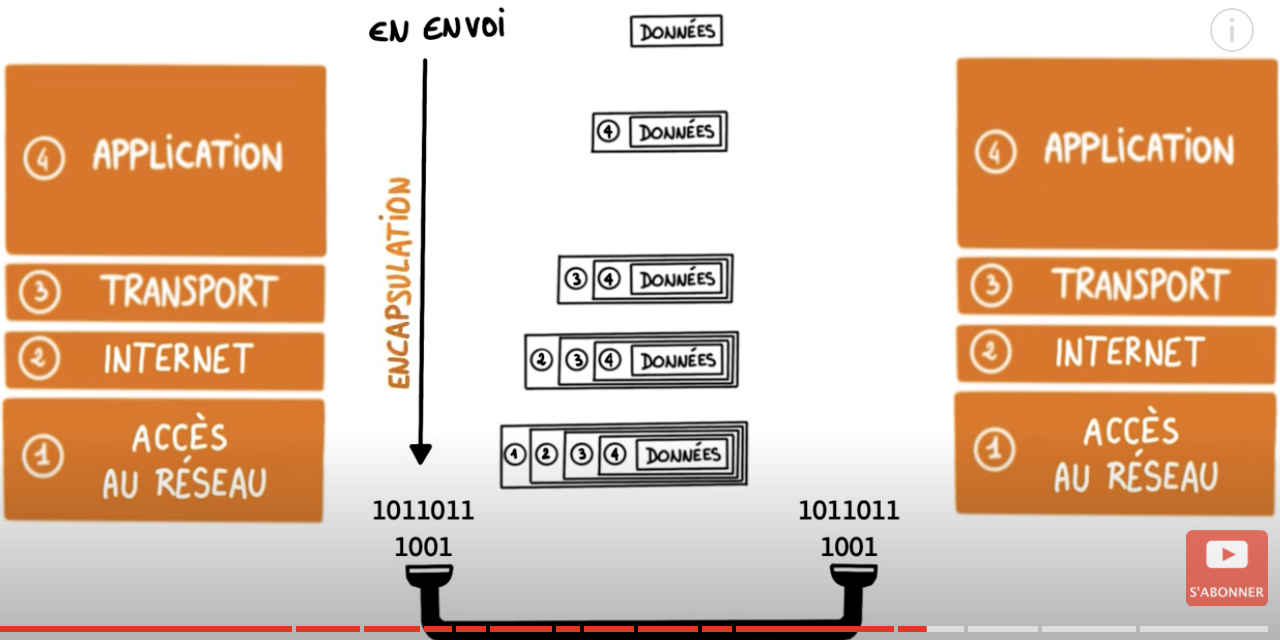 EN ENVOI
DONNÉES
④ DONNÉES
③ ④ DONNÉES
② ③ ④ DONNÉES
① ② ③ ④ DONNÉES
ENCAPSULATION
④ APPLICATION
③ TRANSPORT
② INTERNET
① ACCÈS
AU RÉSEAU
1011011
1001
1011011
1001
④ APPLICATION
③ TRANSPORT
② INTERNET
① ACCÈS
AU RÉSEAU
i
S'ABONNER